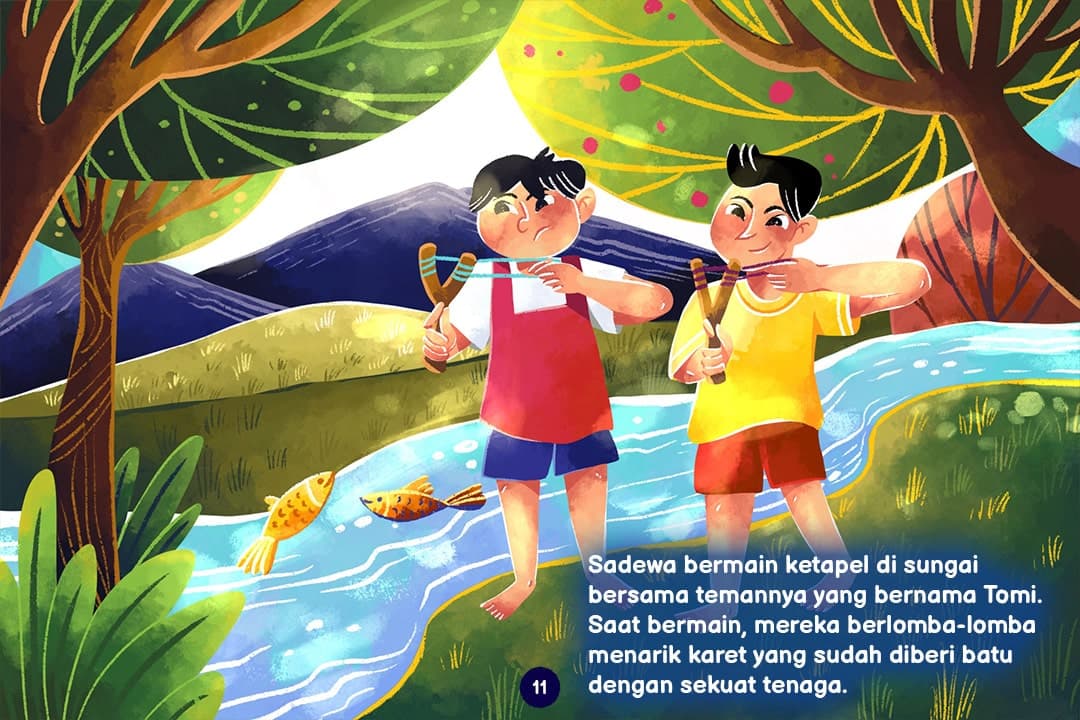 Sadewa bermain ketapel di sungai
bersama temannya yang bernama Tomi.
Saat bermain, mereka berlomba-lomba
menarik karet yang sudah diberi batu
dengan sekuat tenaga.
11